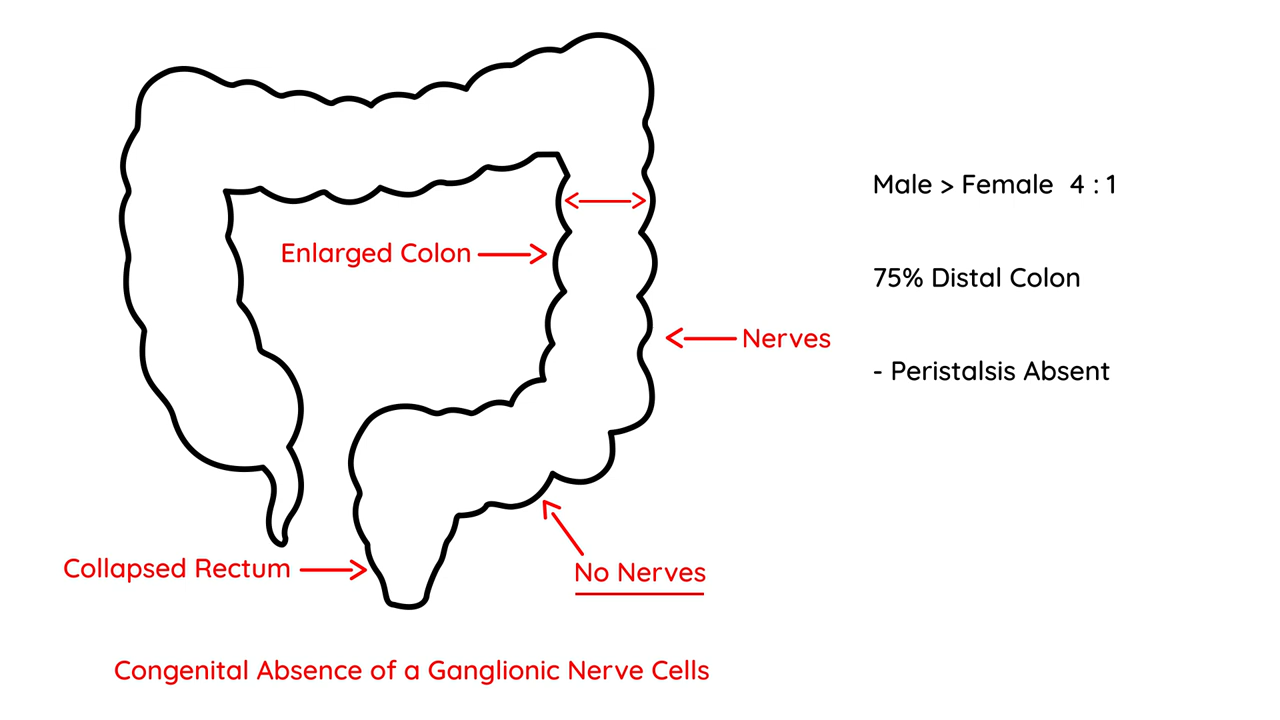 Male > Female 4 : 1
Enlarged Colon
75% Distal Colon
Nerves
- Peristalsis Absent
Collapsed Rectum
No Nerves
Congenital Absence of a Ganglionic Nerve Cells